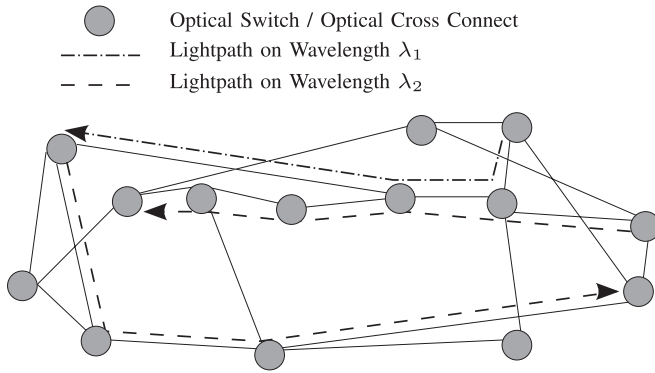 Optical Switch / Optical Cross Connect
Lightpath on Wavelength λ₁
Lightpath on Wavelength λ₂